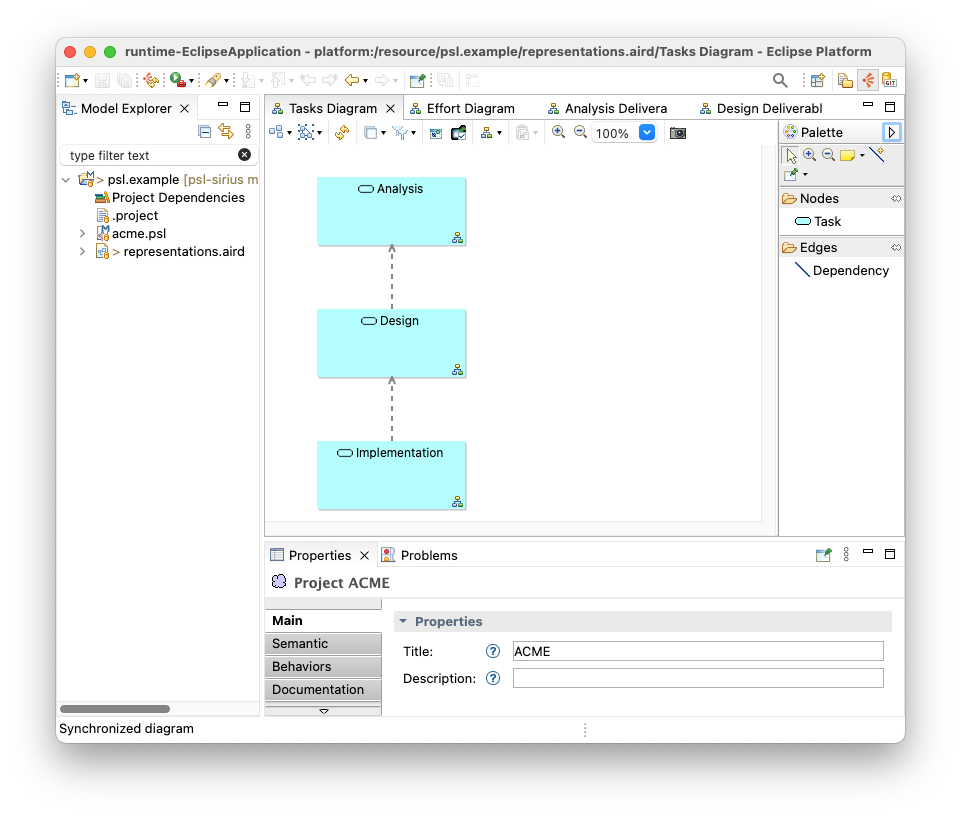 runtime-EclipseApplication - platform:/resource/psl.example/representations.aird/Tasks Diagram - Eclipse Platform
GIT
Model Explorer
type filter text
> psl.example [psl-sirius m
Project Dependencies
.project
acme.psl
> representations.aird
Tasks Diagram
Effort Diagram
Analysis Delivera
Design Deliverabl
100%
Analysis
Design
Implementation
Palette
Nodes
Task
Edges
Dependency
Properties
Problems
Project ACME
Main
Semantic
Behaviors
Documentation
Properties
Title:
ACME
Description:
Synchronized diagram